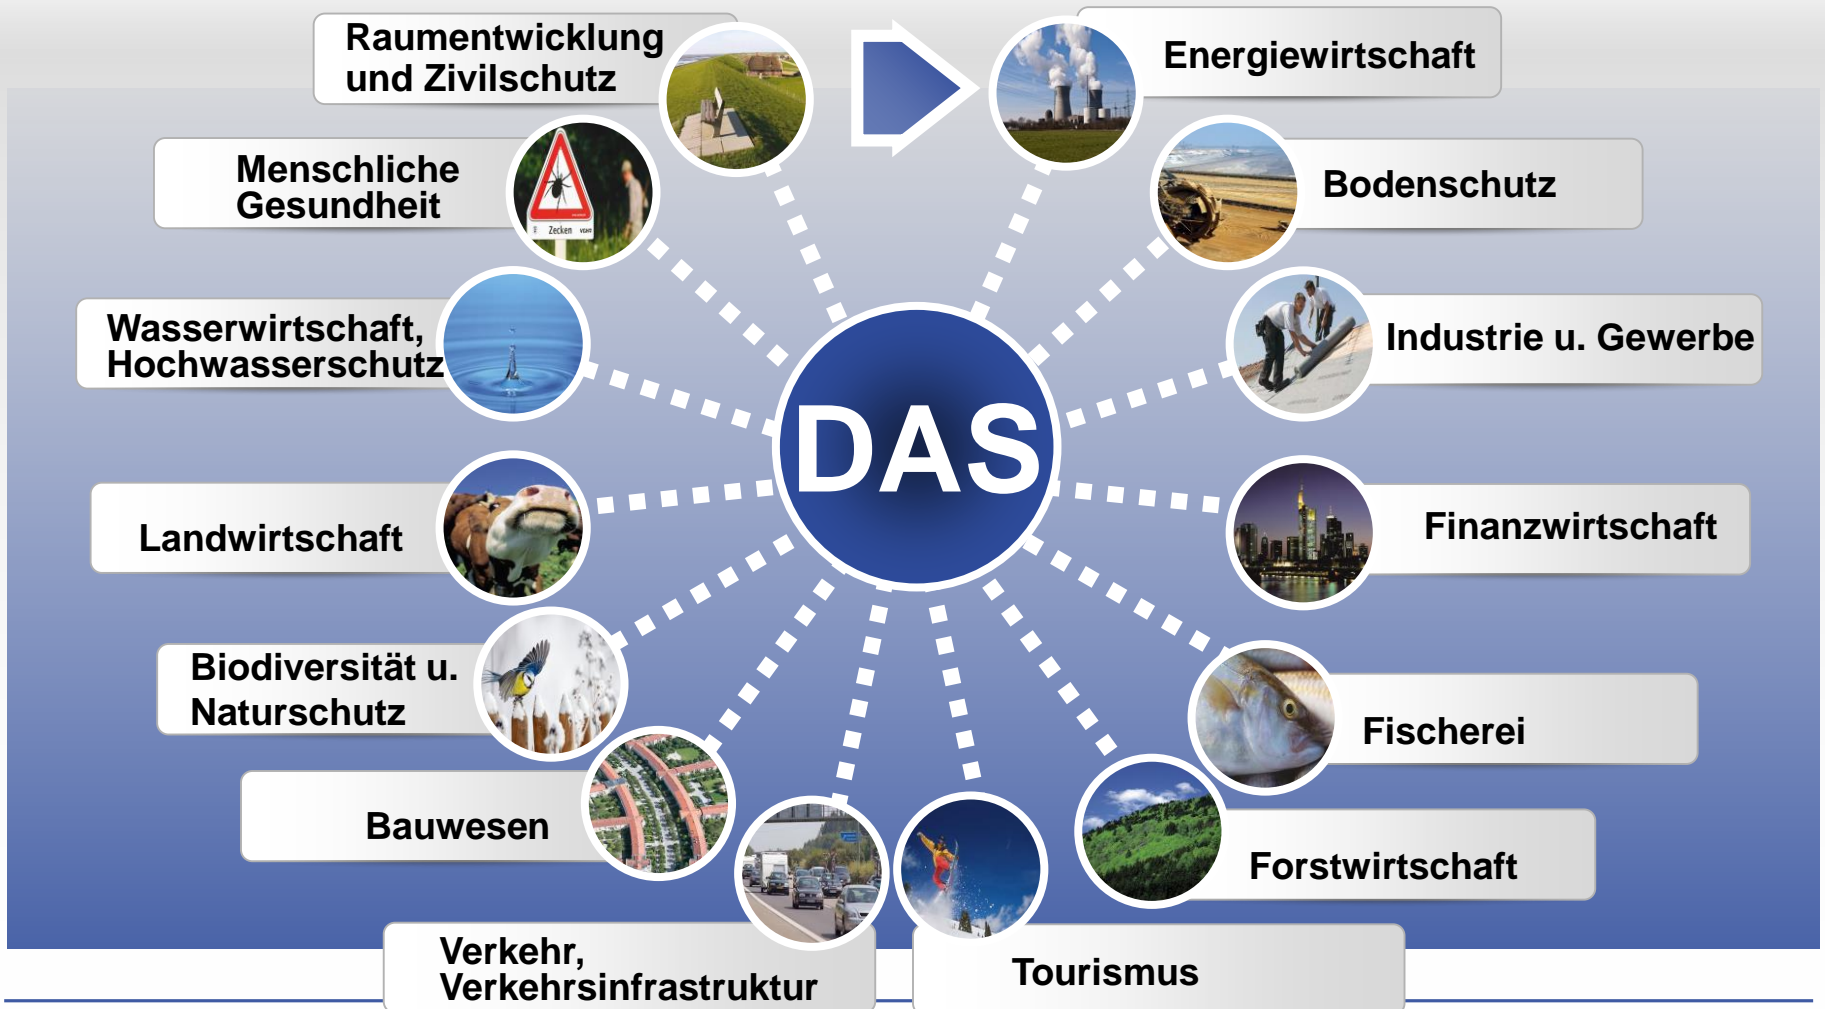 Raumentwicklung
und Zivilschutz
Energiewirtschaft
Menschliche
Gesundheit
Zecken
Bodenschutz
Wasserwirtschaft,
Hochwasserschutz
Industrie u. Gewerbe
DAS
Landwirtschaft
Finanzwirtschaft
Biodiversität u.
Naturschutz
Fischerei
Bauwesen
Forstwirtschaft
Verkehr,
Verkehrsinfrastruktur
Tourismus